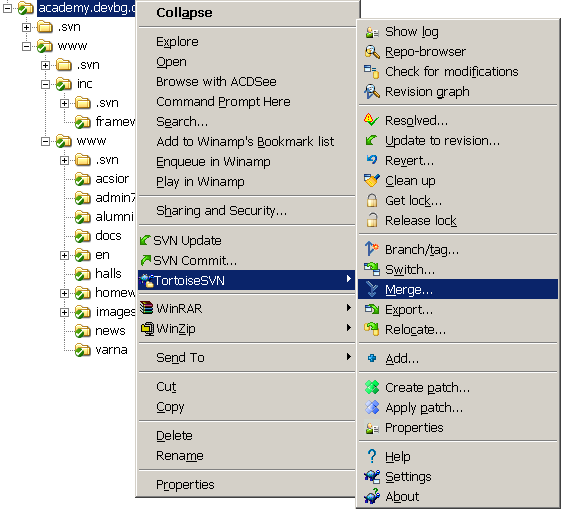 academy.devbg.
.svn
www
.svn
inc
.svn
framew
www
.svn
acsior
admin7
alumni
docs
en
halls
homew
images
news
varna
Collapse
Explore
Open
Browse with ACDSee
Command Prompt Here
Search...
Add to Winamp's Bookmark list
Enqueue in Winamp
Play in Winamp
Sharing and Security...
SVN Update
SVN Commit...
TortoiseSVN
WinRAR
WinZip
Send To
Cut
Copy
Delete
Rename
Properties
Show log
Repo-browser
Check for modifications
Revision graph
Resolved...
Update to revision...
Revert...
Clean up
Get lock...
Release lock
Branch/tag...
Switch...
Merge...
Export...
Relocate...
Add...
Create patch...
Apply patch...
Properties
Help
Settings
About